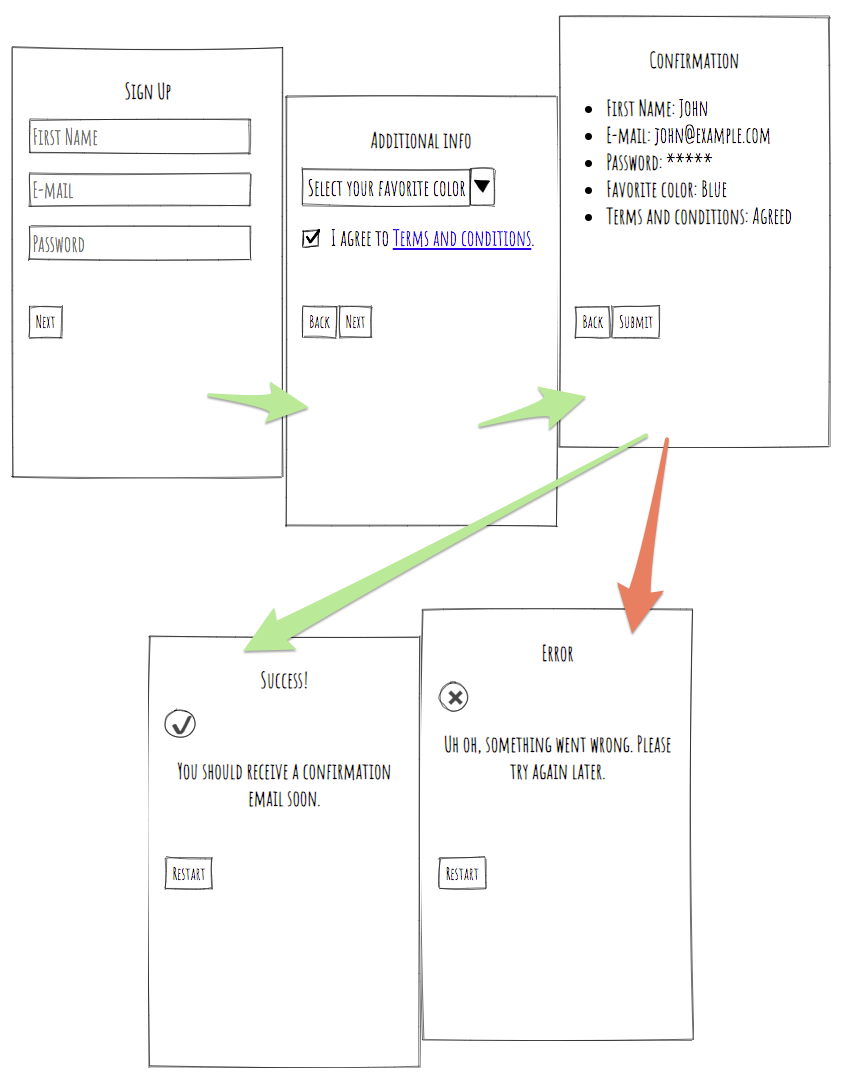 Sign Up
First Name
E-mail
Password
Next
Additional info
Select your favorite color
I agree to Terms and conditions.
Back
Next
Confirmation
First Name: John
E-mail: john@example.com
Password: *****
Favorite color: Blue
Terms and conditions: Agreed
Back
Submit
Success!
You should receive a confirmation
email soon.
Restart
Error
Uh oh, something went wrong. Please
try again later.
Restart